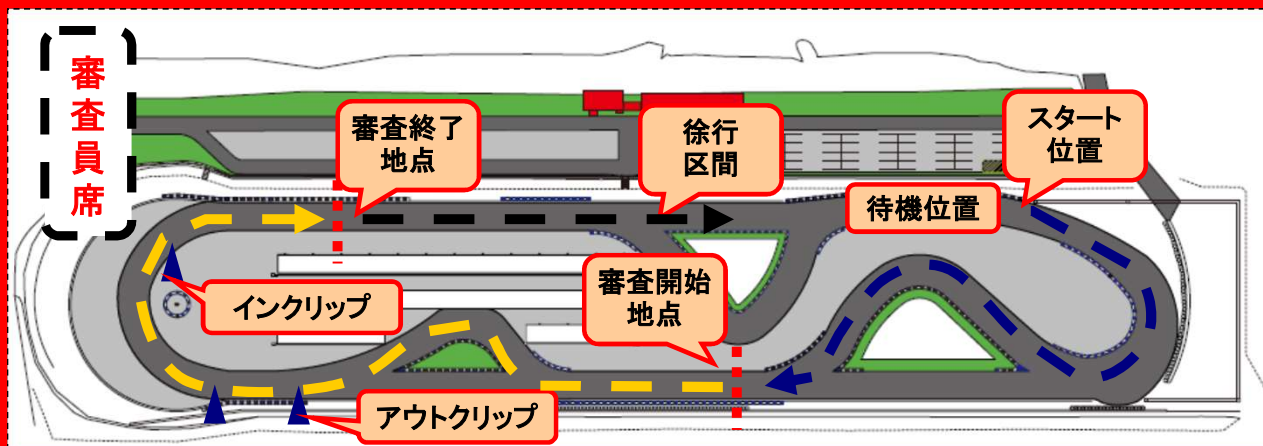 審査員席
審査終了
地点
徐行
区間
スタート
位置
待機位置
インクリップ
審査開始
地点
アウトクリップ